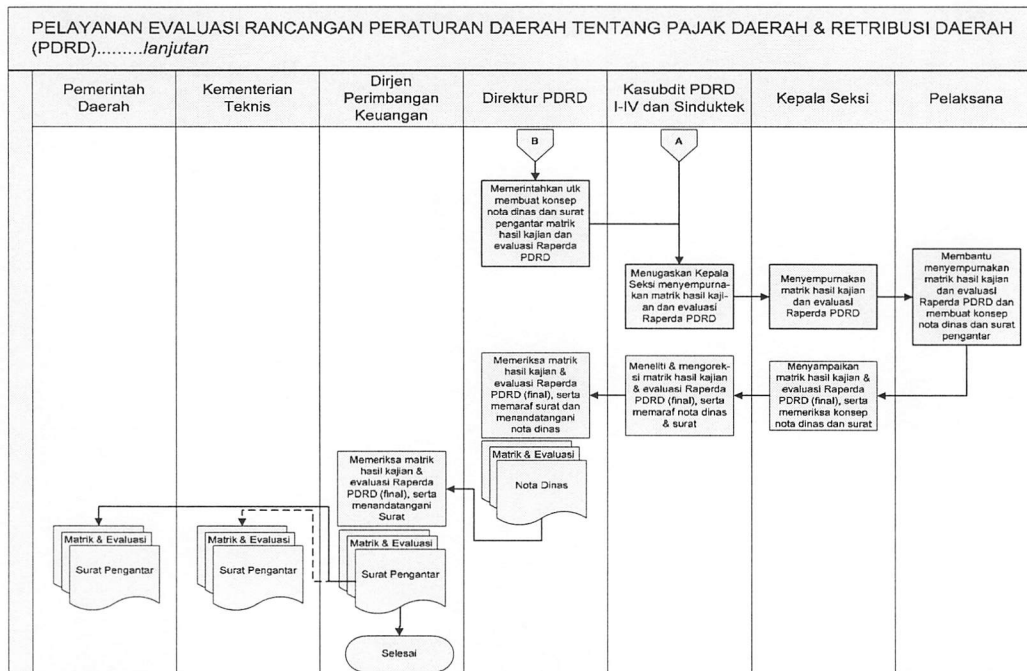 PELAYANAN EVALUASI RANCANGAN PERATURAN DAERAH TENTANG PAJAK DAERAH & RETRIBUSI DAERAH
(PDRD).........lanjutan
Pemerintah
Daerah
Kementerian
Teknis
Dirjen
Perimbangan
Keuangan
Direktur PDRD
Kasubdit PDRD
I-IV dan Sinduktek
Kepala Seksi
Pelaksana
B
A
Memerintahkan utk
membuat konsep
nota dinas dan surat
pengantar matrik
hasil kajian dan
evaluasi Raperda
PDRD
Menugaskan Kepala
Seksi menyempurna-
kan matrik hasil kaji-
an dan evaluasi
Raperda PDRD
Menyempurnakan
matrik hasil kajian
dan evaluasi
Raperda PDRD
Membantu
menyempurnakan
matrik hasil kajian
dan evaluasi
Raperda PDRD dan
membuat konsep
nota dinas dan surat
pengantar
Memeriksa matrik
hasil kajian &
evaluasi Raperda
PDRD (final), serta
memaraf surat dan
menandatangani
nota dinas
Meneliti & mengorek-
si matrik hasil kajian
& evaluasi Raperda
PDRD (final), serta
memaraf nota dinas
& surat
Menyampaikan
matrik hasil kajian &
evaluasi Raperda
PDRD (final), serta
memeriksa konsep
nota dinas dan surat
Matrik & Evaluasi
Nota Dinas
Memeriksa matrik
hasil kajian &
evaluasi Raperda
PDRD (final), serta
menandatangani
Surat
Matrik & Evaluasi
Surat Pengantar
Matrik & Evaluasi
Surat Pengantar
Matrik & Evaluasi
Surat Pengantar
Selesai